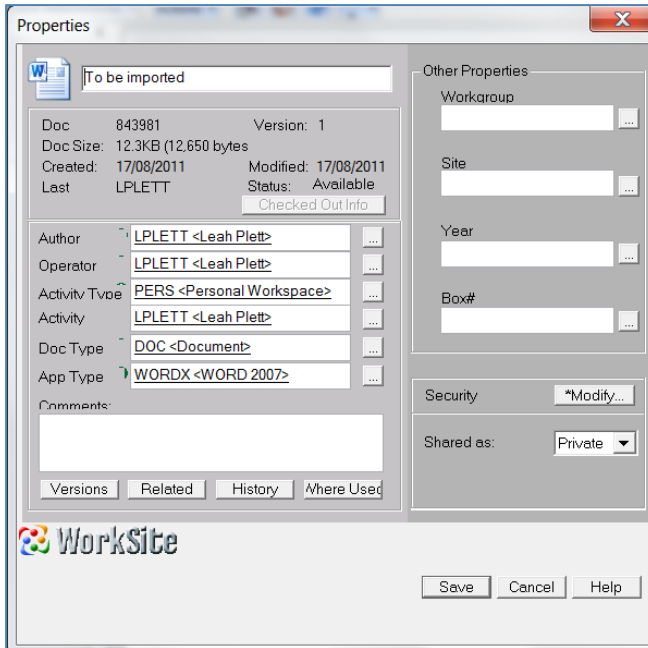 Properties
X
To be imported
Doc 843981 Version: 1
Doc Size: 12.3KB (12,650 bytes
Created: 17/08/2011 Modified: 17/08/2011
Last LPLETT Status: Available
Checked Out Info
Author LPLETT <Leah Plett> ...
Operator LPLETT <Leah Plett> ...
Activity Type PERS <Personal Workspace> ...
Activity LPLETT <Leah Plett> ...
Doc Type DOC <Document> ...
App Type WORDX <WORD 2007> ...
Comments:
Versions Related History Where Used
Other Properties
Workgroup
...
Site
...
Year
...
Box#
...
Security *Modify...
Shared as: Private
WorkSite
Save Cancel Help